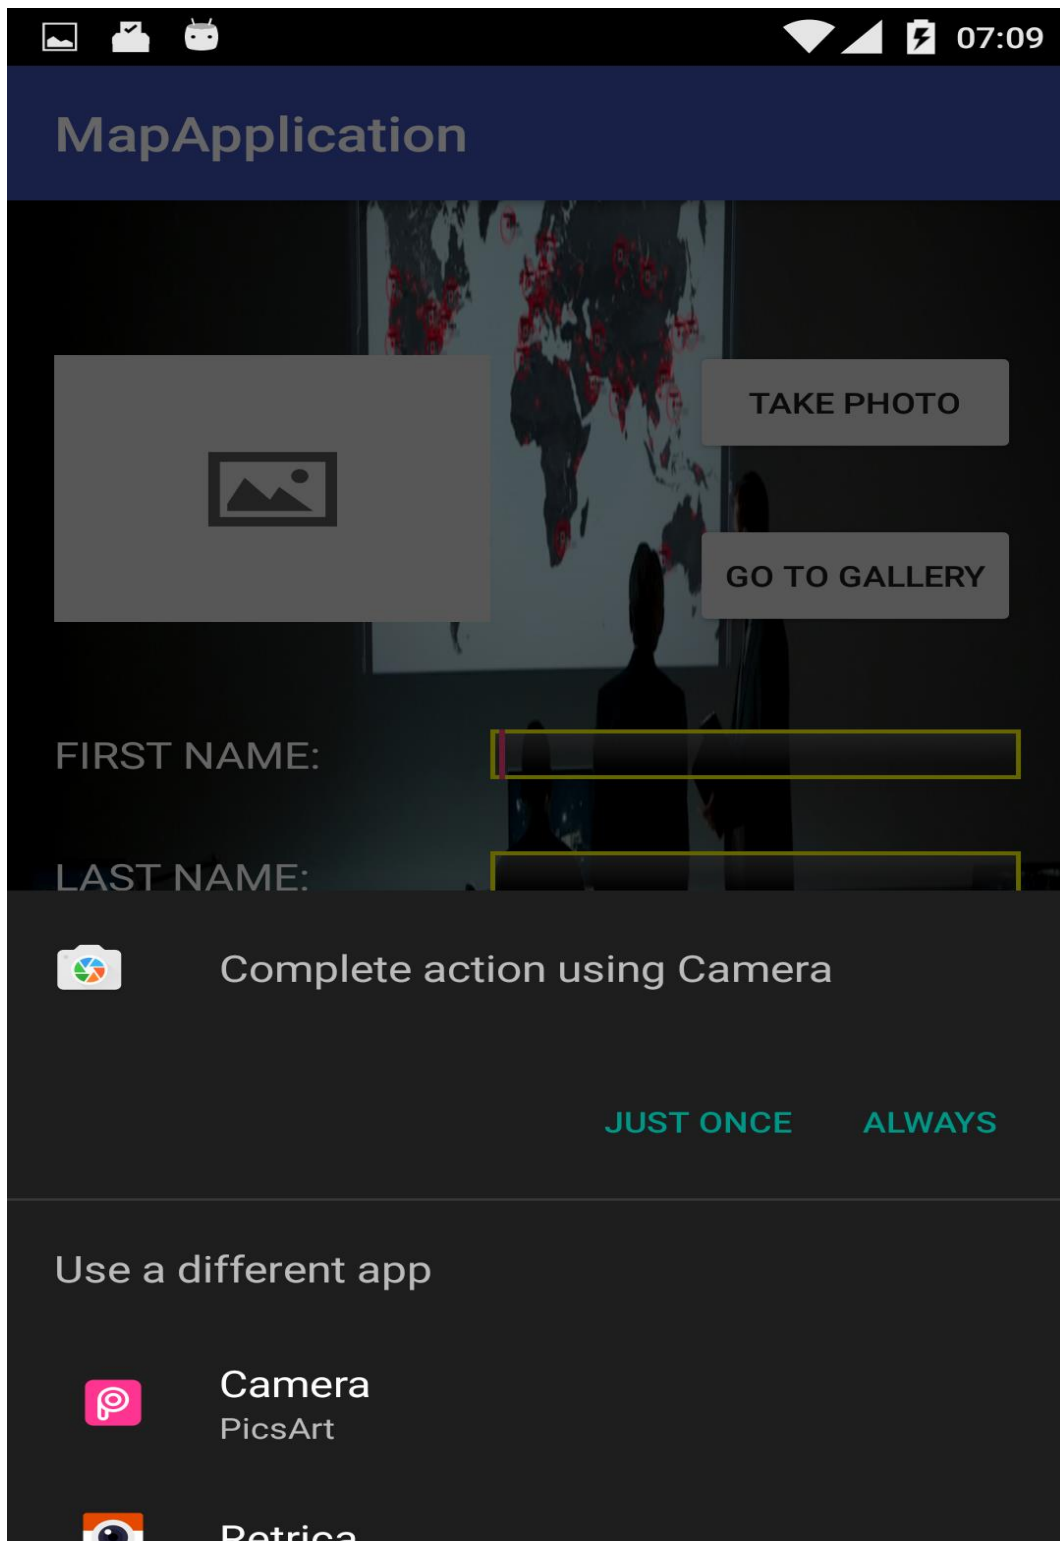 07:09
MapApplication
TAKE PHOTO
GO TO GALLERY
FIRST NAME:
LAST NAME:
Complete action using Camera
JUST ONCE ALWAYS
Use a different app
Camera
PicsArt
Retrica